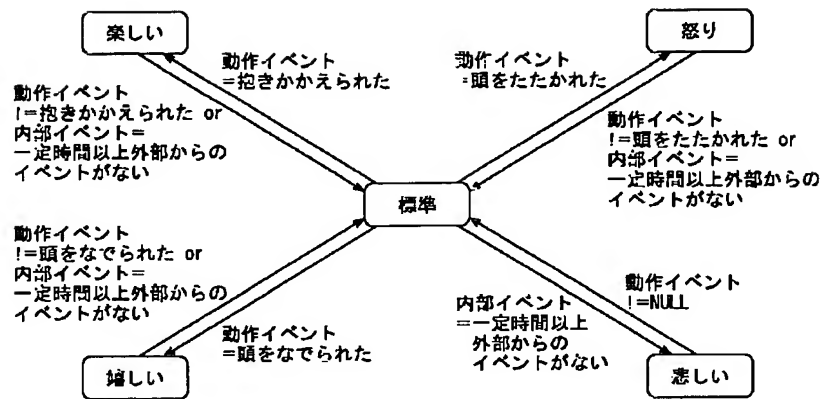 楽しい
怒り
動作イベント
=抱きかかえられた
動作イベント
=頭をたたかれた
動作イベント
!=抱きかかえられた or
内部イベント=
一定時間以上外部からの
イベントがない
動作イベント
!=頭をたたかれた or
内部イベント=
一定時間以上外部からの
イベントがない
標準
動作イベント
!=頭をなでられた or
内部イベント=
一定時間以上外部からの
イベントがない
動作イベント
=頭をなでられた
内部イベント
=一定時間以上
外部からの
イベントがない
動作イベント
!=NULL
嬉しい
悲しい